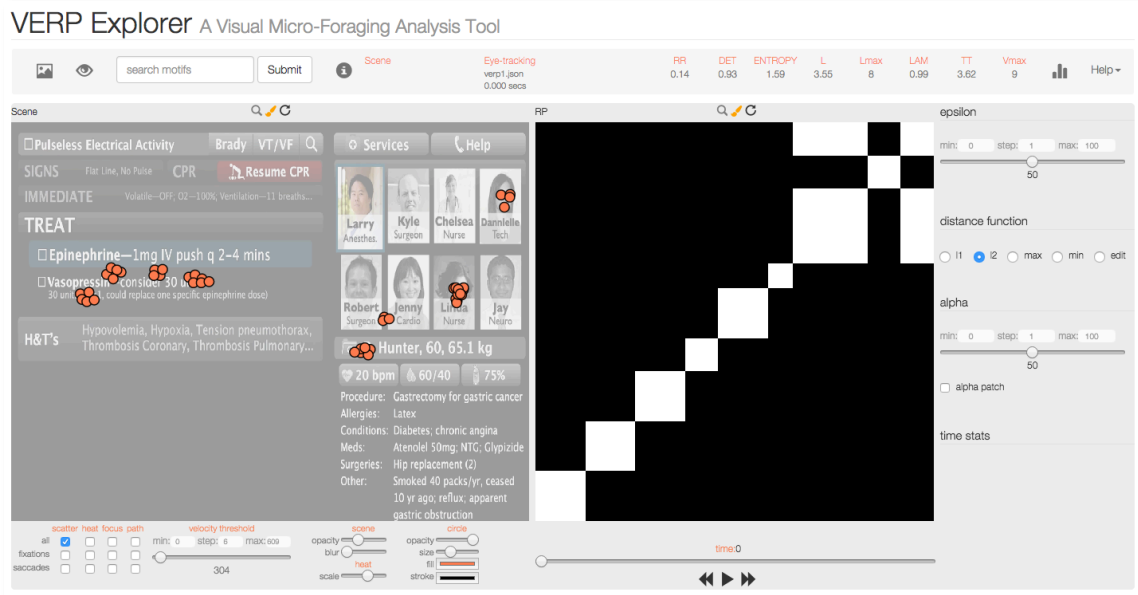 VERP Explorer A Visual Micro-Foraging Analysis Tool
search motifs Submit Scene Eye-tracking RR DET ENTROPY L Lmax LAM TT Vmax Help
verp1.json 0.14 0.93 1.59 3.55 8 0.99 3.62 9
0.000 secs
Scene RP epsilon
Pulseless Electrical Activity Brady VT/VF Services Help
SIGNS Flat Line, No Pulse CPR Resume CPR
IMMEDIATE Volatile—OFF; O2—100%; Ventilation—11 breaths...
TREAT
Epinephrine—1mg IV push q 2-4 mins
Vasopressin consider 30 u
30 uni could replace one specific epinephrine dose)
H&T's Hypovolemia, Hypoxia, Tension pneumothorax,
Thrombosis Coronary, Thrombosis Pulmonary...
Larry Kyle Chelsea Dannielle
Anesthes. Surgeon Nurse Tech
Robert Jenny Linda Jay
Surgeon Cardio Nurse Neuro
Hunter, 60, 65.1 kg
20 bpm 60/40 75%
Procedure: Gastrectomy for gastric cancer
Allergies: Latex
Conditions: Diabetes; chronic angina
Meds: Atenolel 50mg; NTG; Glypizide
Surgeries: Hip replacement (2)
Other: Smoked 40 packs/yr, ceased
10 yr ago; reflux; apparent
gastric obstruction
min: 0 step: 1 max: 100
50
distance function
l1 l2 max min edit
alpha
min: 0 step: 1 max: 100
50
alpha patch
time stats
scatter heat focus path velocity threshold scene circle
all min: 0 step: 6 max: 609 opacity opacity
fixations blur size
saccades 304 heat fill
scale stroke
time:0